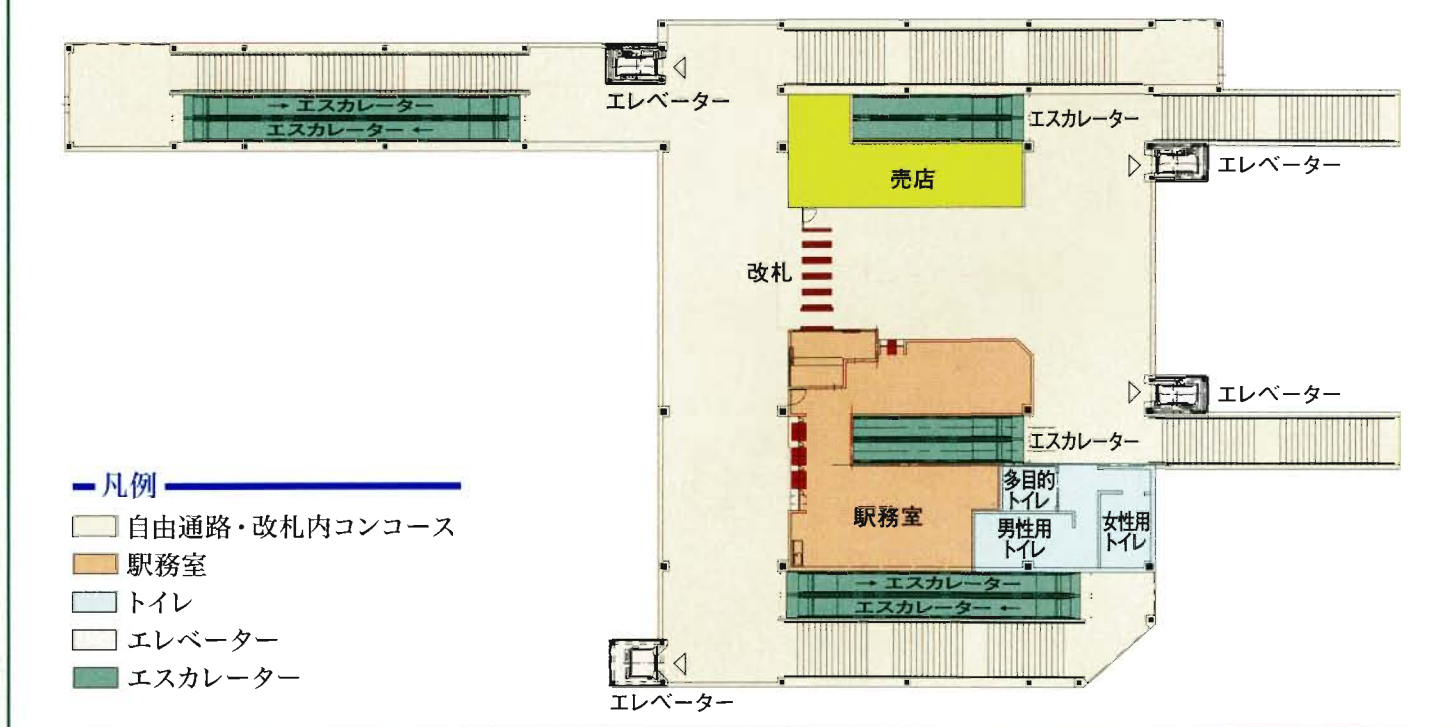 → エスカレーター
エスカレーター ←
エレベーター
エスカレーター
売店
エレベーター
改札
エレベーター
エスカレーター
多目的
トイレ
駅務室
男性用
トイレ
女性用
トイレ
→ エスカレーター
エスカレーター ←
エレベーター
凡例
自由通路・改札内コンコース
駅務室
トイレ
エレベーター
エスカレーター